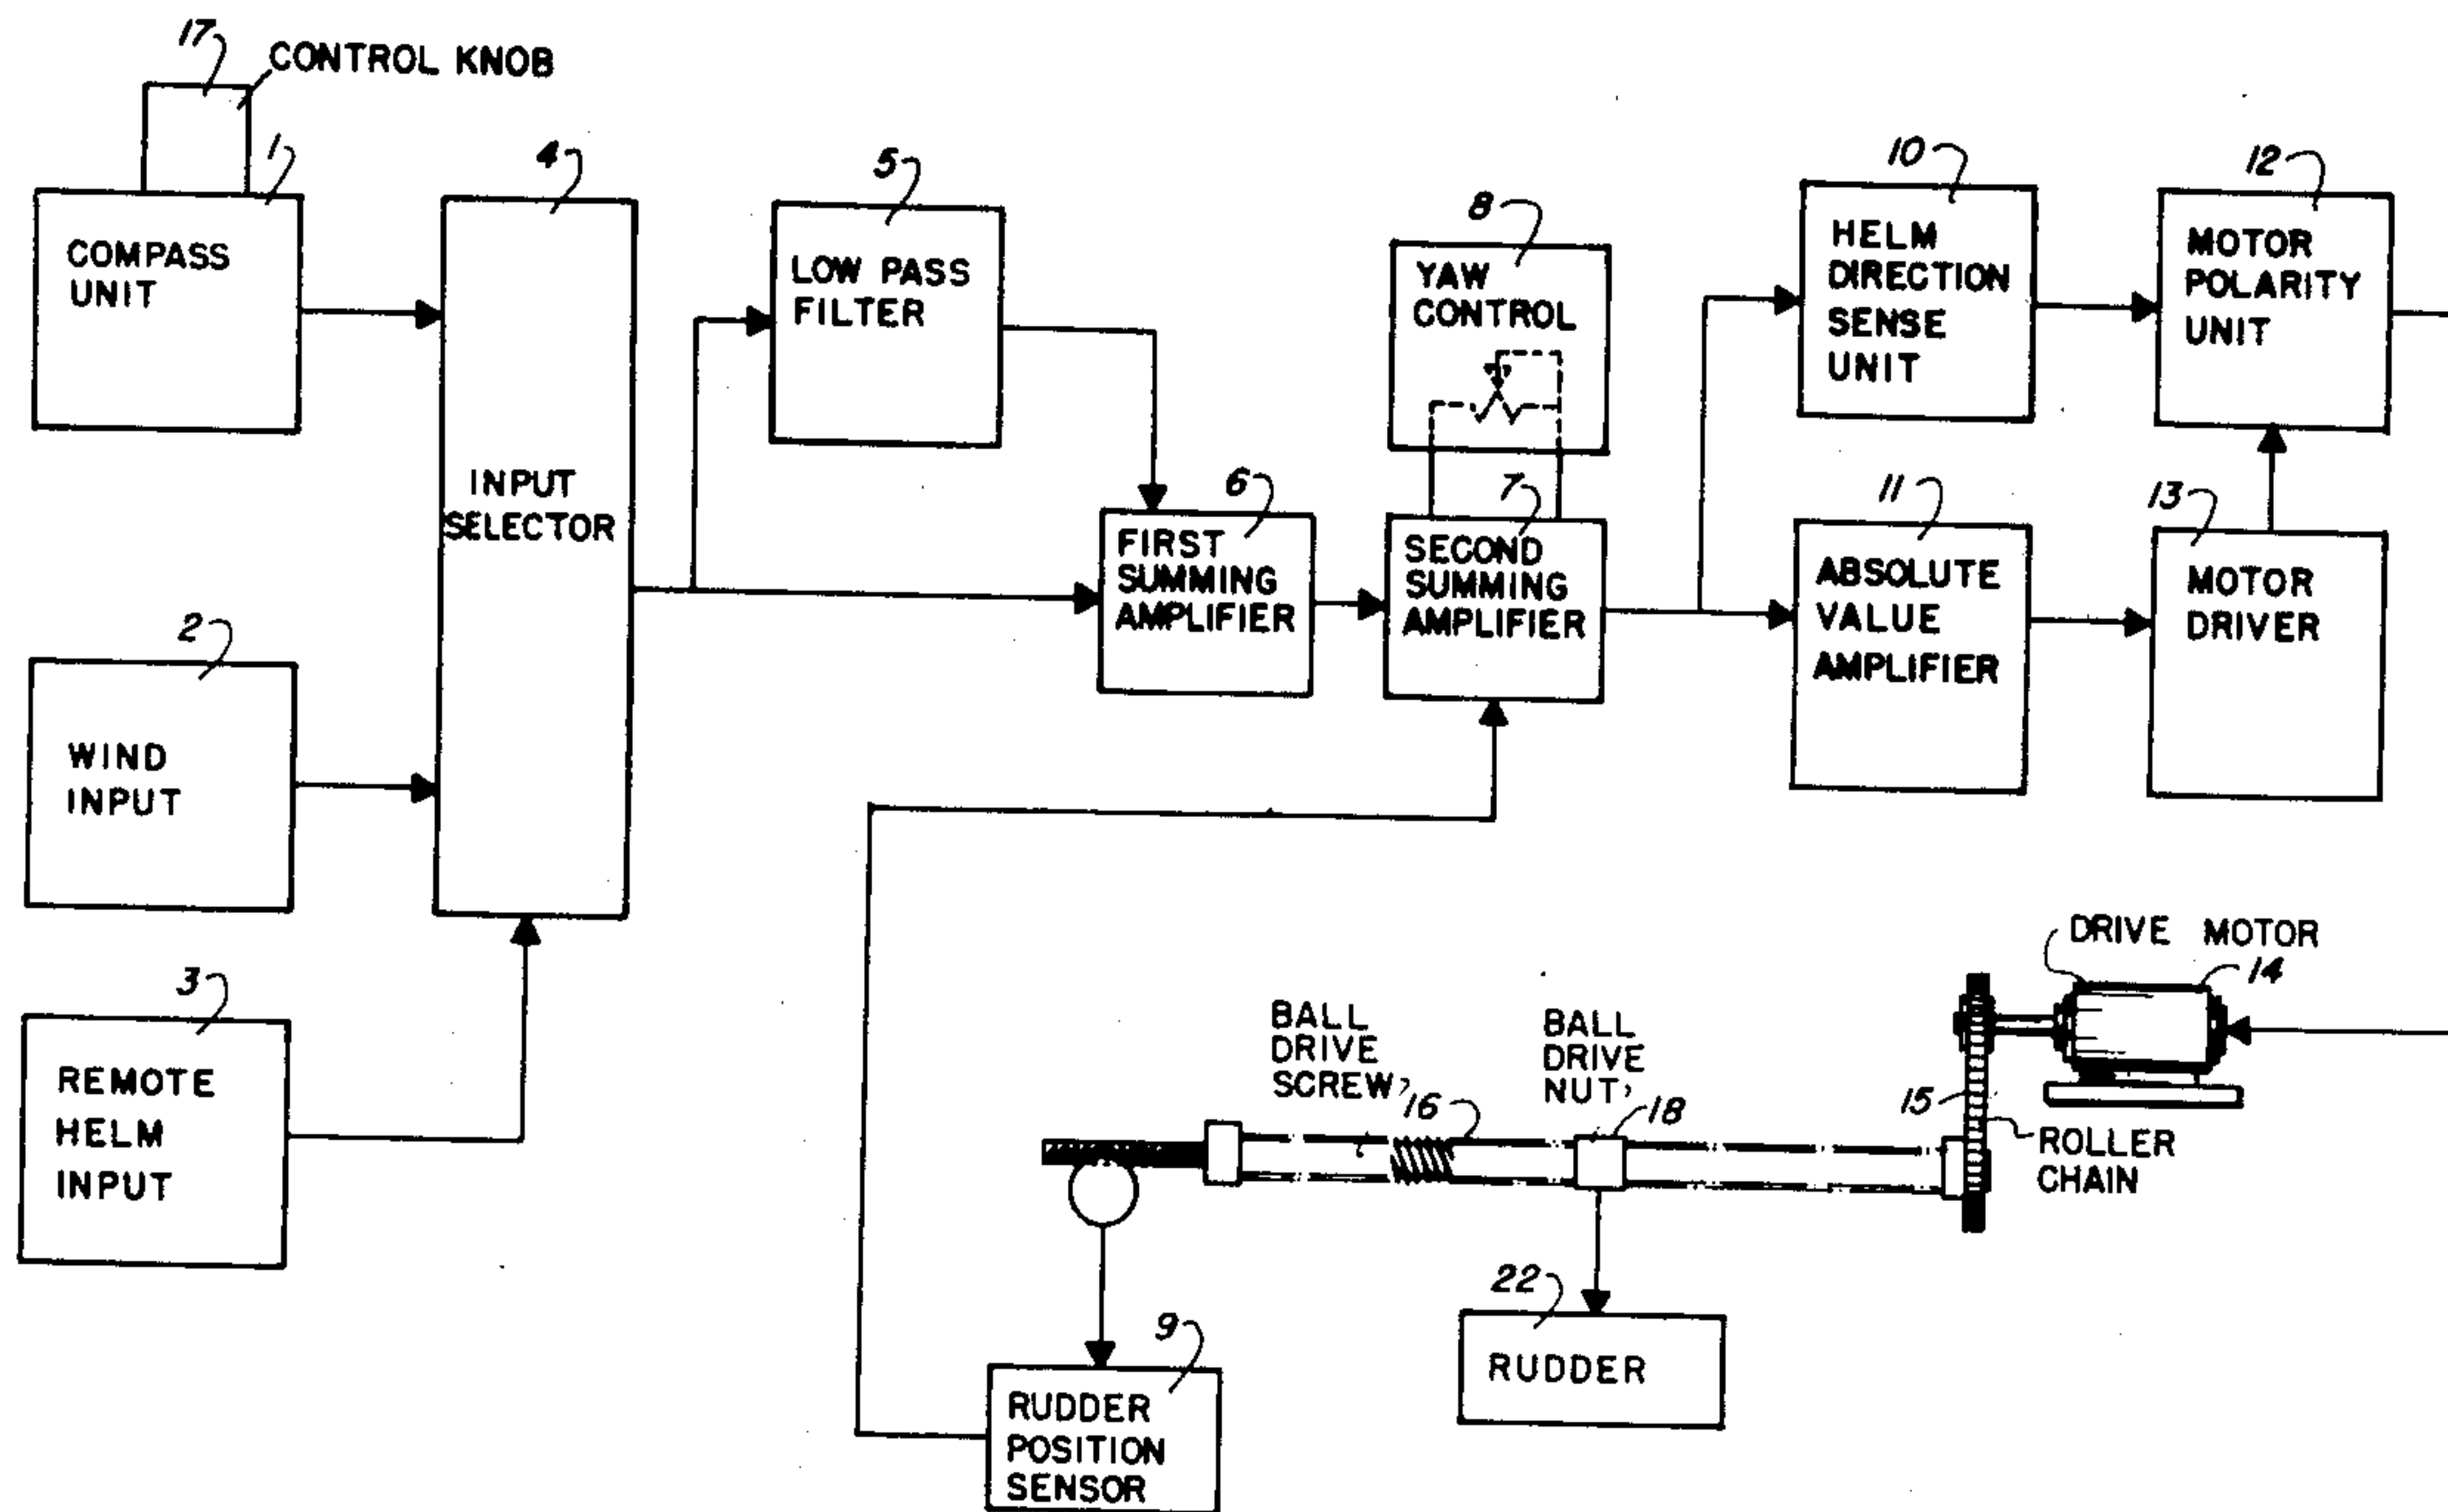 17
CONTROL KNOB
1
COMPASS
UNIT
4
INPUT
SELECTOR
2
WIND
INPUT
3
REMOTE
HELM
INPUT
5
LOW PASS
FILTER
6
FIRST
SUMMING
AMPLIFIER
8
YAW
CONTROL
7
SECOND
SUMMING
AMPLIFIER
10
HELM
DIRECTION
SENSE
UNIT
12
MOTOR
POLARITY
UNIT
11
ABSOLUTE
VALUE
AMPLIFIER
13
MOTOR
DRIVER
DRIVE MOTOR
14
BALL
DRIVE
SCREW
16
BALL
DRIVE
NUT
18
15
ROLLER
CHAIN
22
RUDDER
9
RUDDER
POSITION
SENSOR